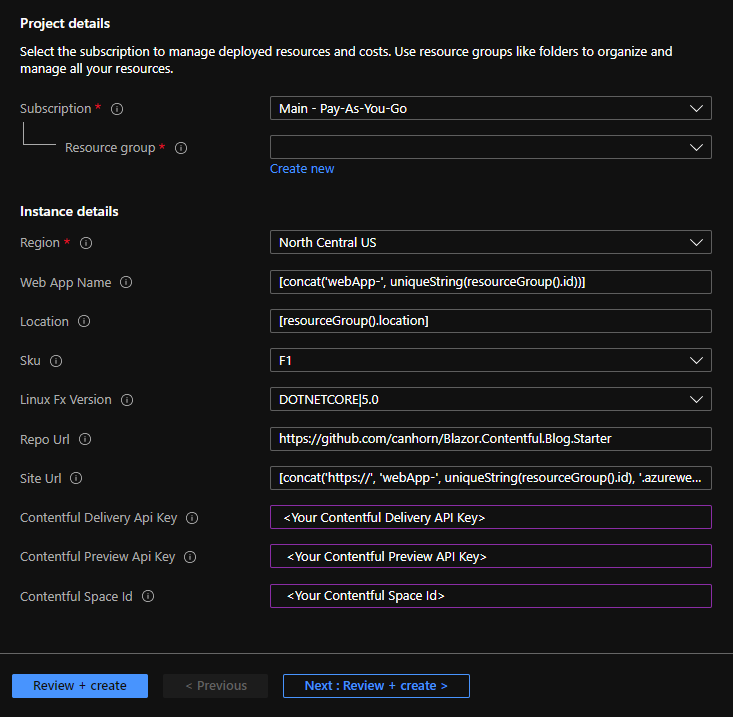 Project details
Select the subscription to manage deployed resources and costs. Use resource groups like folders to organize and
manage all your resources.
Subscription *
Main - Pay-As-You-Go
Resource group *
Create new
Instance details
Region *
North Central US
Web App Name
[concat('webApp-', uniqueString(resourceGroup().id))]
Location
[resourceGroup().location]
Sku
F1
Linux Fx Version
DOTNETCORE|5.0
Repo Url
https://github.com/canhorn/Blazor.Contentful.Blog.Starter
Site Url
[concat('https://', 'webApp-', uniqueString(resourceGroup().id), '.azurewe...
Contentful Delivery Api Key
<Your Contentful Delivery API Key>
Contentful Preview Api Key
<Your Contentful Preview API Key>
Contentful Space Id
<Your Contentful Space Id>
Review + create
< Previous
Next : Review + create >